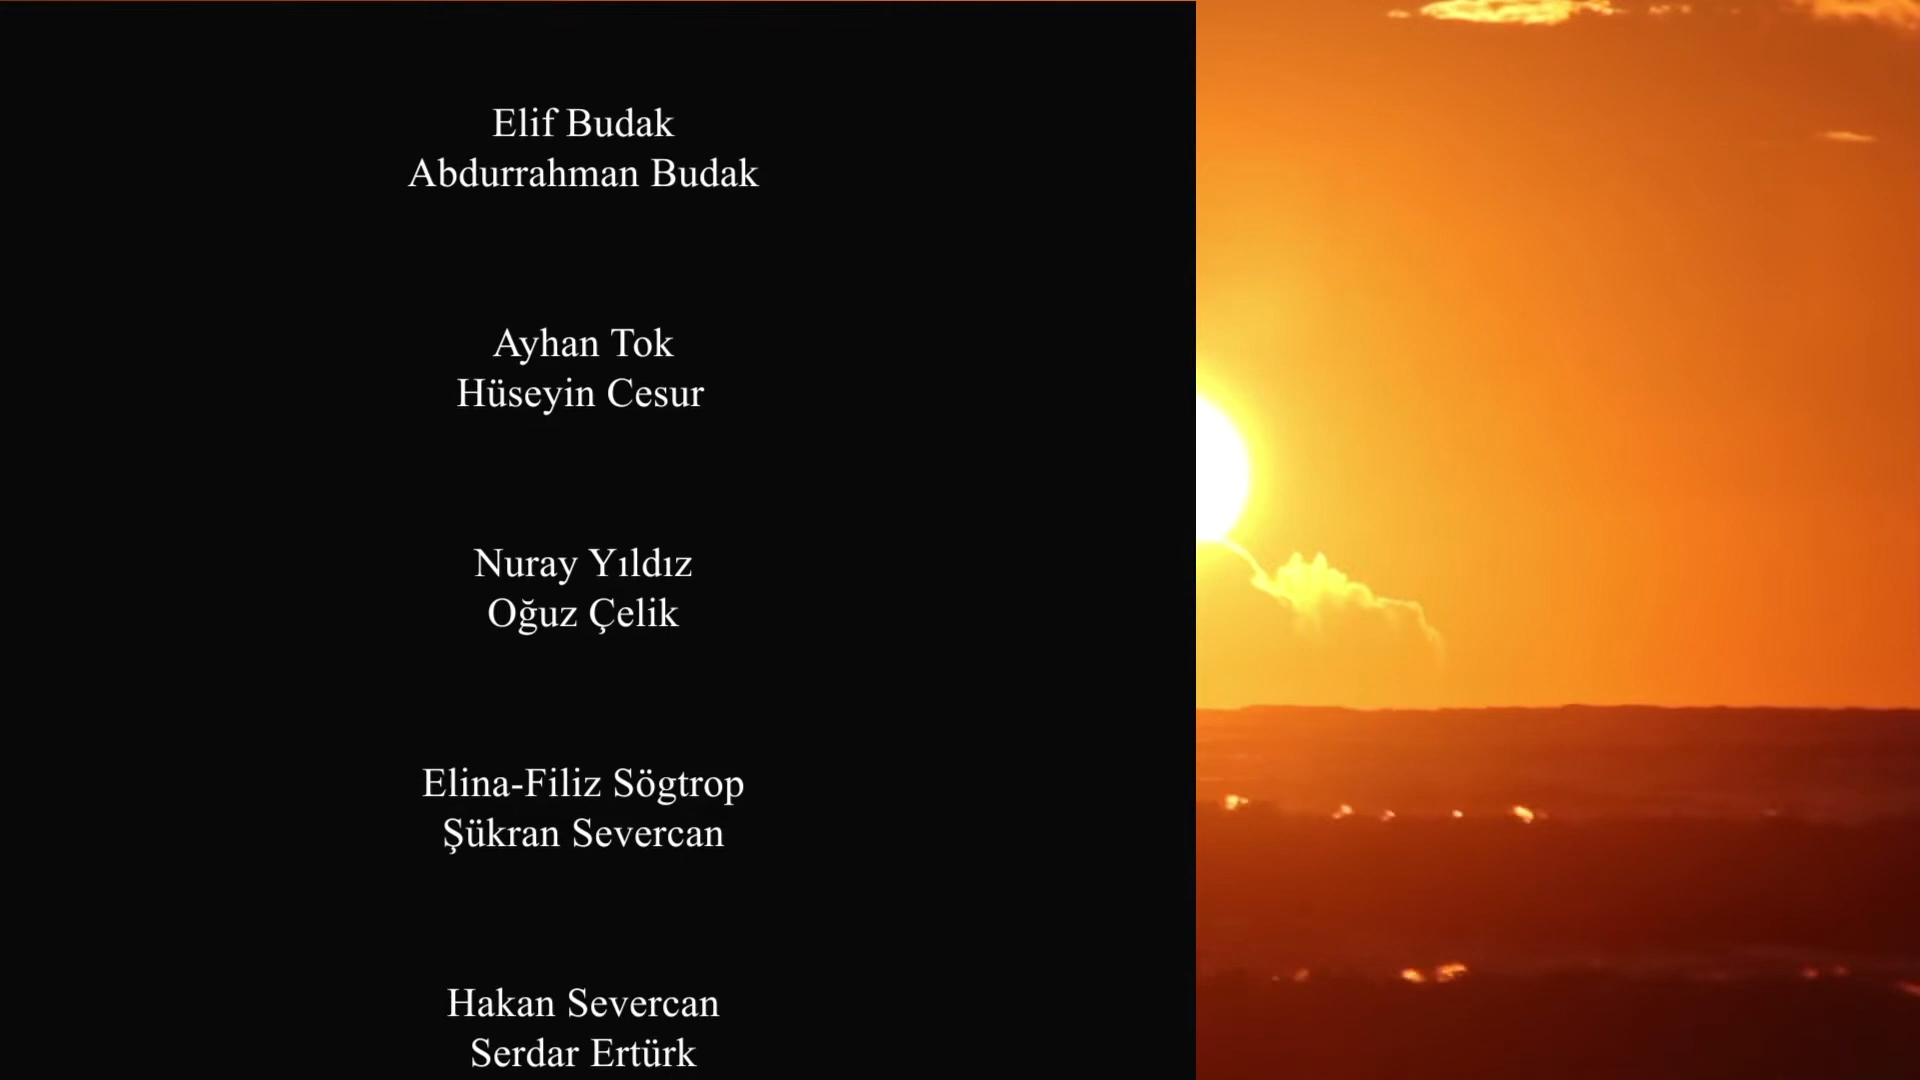 Elif Budak
Abdurrahman Budak
Ayhan Tok
Hüseyin Cesur
Nuray Yıldız
Oğuz Çelik
Elina-Filiz Sögtrop
Şükran Severcan
Hakan Severcan
Serdar Ertürk